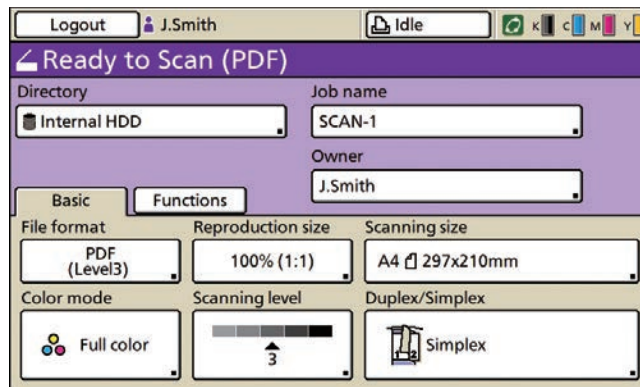 Logout J.Smith Idle K C M Y
Ready to Scan (PDF)
Directory Job name
Internal HDD SCAN-1
Owner
J.Smith
Basic Functions
File format Reproduction size Scanning size
PDF
(Level3) 100% (1:1) A4 297x210mm
Color mode Scanning level Duplex/Simplex
Full color 3 1 2 Simplex